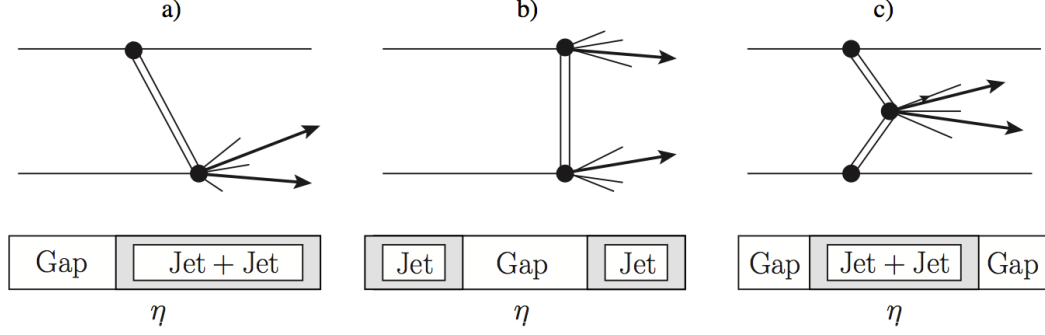 a) b) c)
Gap Jet + Jet Jet Gap Jet Gap Jet + Jet Gap
η η η